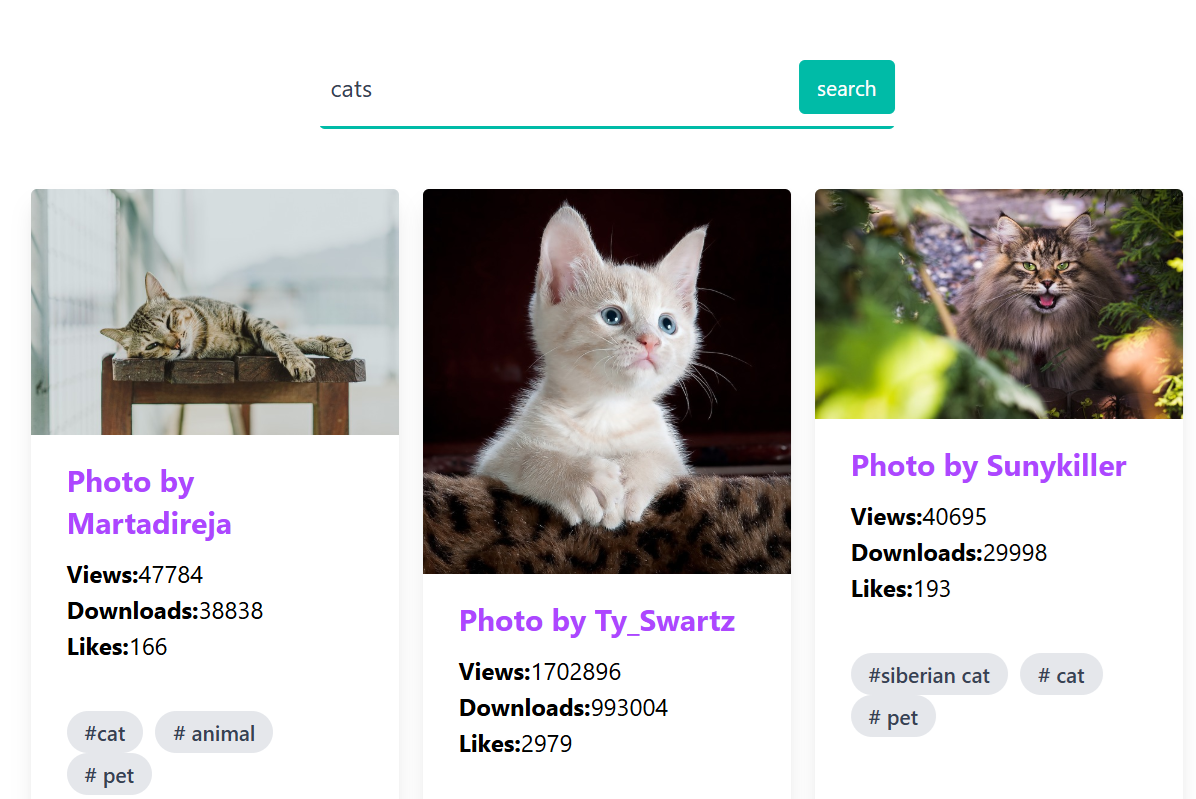 cats
search
Photo by
Martadireja
Views:47784
Downloads:38838
Likes:166
#cat
# animal
# pet
Photo by Ty_Swartz
Views:1702896
Downloads:993004
Likes:2979
Photo by Sunykiller
Views:40695
Downloads:29998
Likes:193
#siberian cat
# cat
# pet